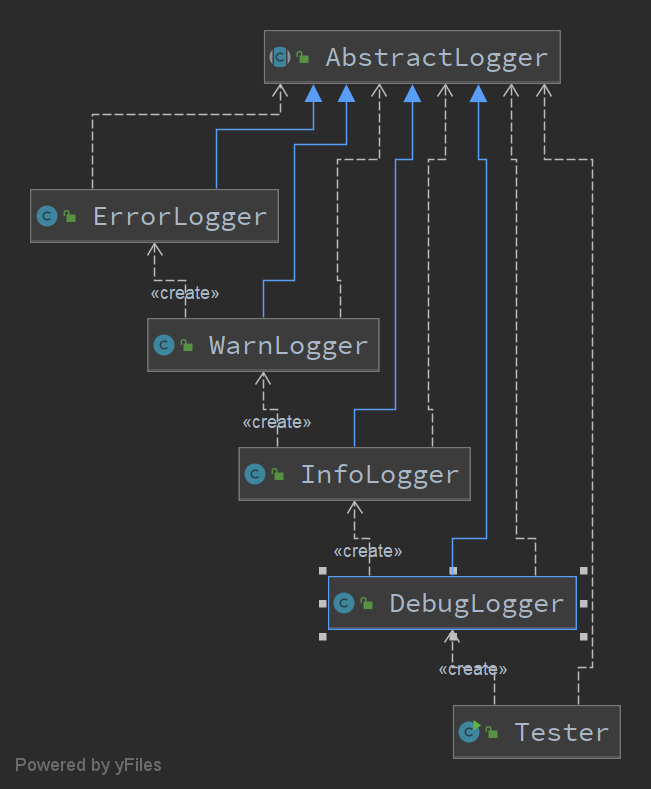 AbstractLogger
ErrorLogger
«create»
WarnLogger
«create»
InfoLogger
«create»
DebugLogger
«create»
Tester
Powered by yFiles